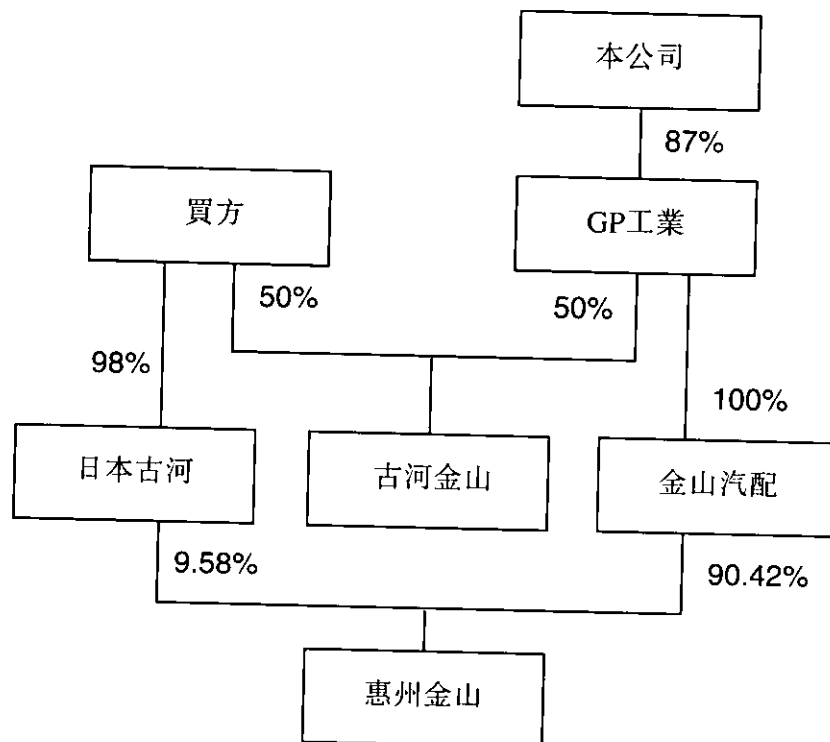 本公司
87%
買方
GP工業
50%
50%
98%
100%
日本古河
古河金山
金山汽配
9.58%
90.42%
惠州金山